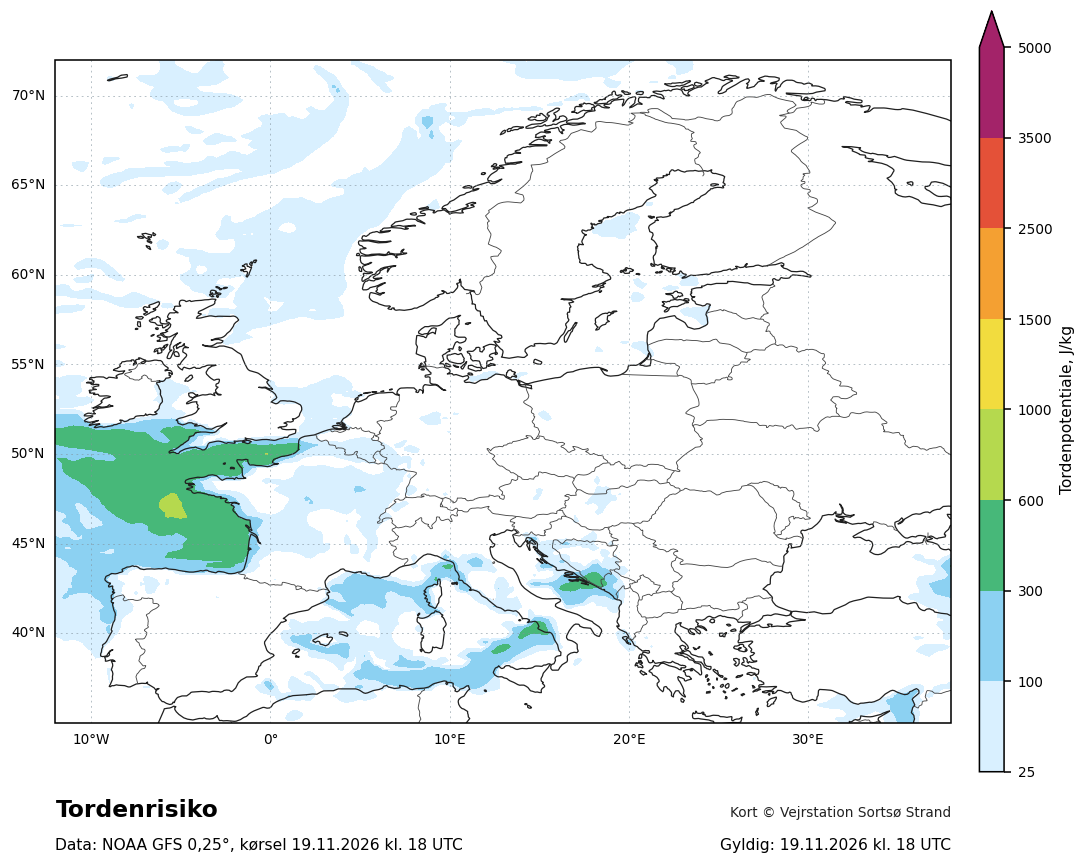 70°N
65°N
60°N
55°N
50°N
45°N
40°N
10°W
0°
10°E
20°E
30°E
5000
3500
2500
1500
1000
600
300
100
25
Tordenpotentiale, J/kg
Tordenrisiko
Kort © Vejrstation Sortsø Strand
Data: NOAA GFS 0,25°, kørsel 19.11.2026 kl. 18 UTC
Gyldig: 19.11.2026 kl. 18 UTC